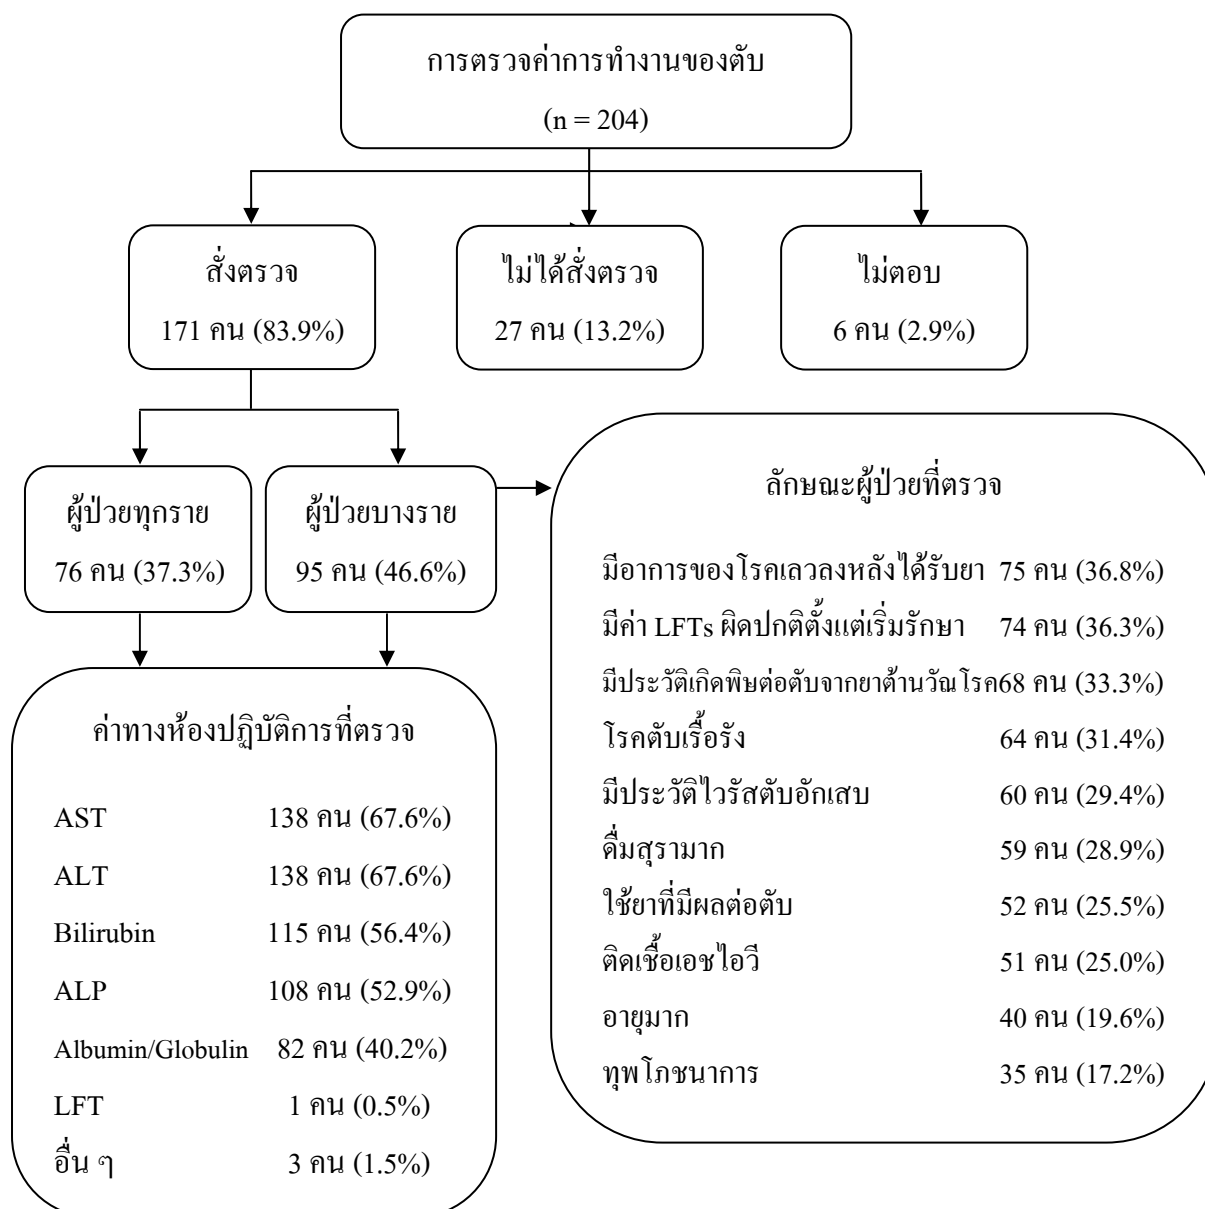 การตรวจค่าการทำงานของตับ
(n = 204)
สั่งตรวจ
171 คน (83.9%)
ไม่ได้สั่งตรวจ
27 คน (13.2%)
ไม่ตอบ
6 คน (2.9%)
ผู้ป่วยทุกราย
76 คน (37.3%)
ผู้ป่วยบางราย
95 คน (46.6%)
ลักษณะผู้ป่วยที่ตรวจ
มีอาการของโรคเลวลงหลังได้รับยา 75 คน (36.8%)
มีค่า LFTs ผิดปกติตั้งแต่เริ่มรักษา 74 คน (36.3%)
มีประวัติเกิดพิษต่อตับจากยาต้านวัณโรค68 คน (33.3%)
โรคตับเรื้อรัง 64 คน (31.4%)
มีประวัติไวรัสตับอักเสบ 60 คน (29.4%)
ดื่มสุรามาก 59 คน (28.9%)
ใช้ยาที่มีผลต่อตับ 52 คน (25.5%)
ติดเชื้อเอชไอวี 51 คน (25.0%)
อายุมาก 40 คน (19.6%)
ทุพโภชนาการ 35 คน (17.2%)
ค่าทางห้องปฏิบัติการที่ตรวจ
AST 138 คน (67.6%)
ALT 138 คน (67.6%)
Bilirubin 115 คน (56.4%)
ALP 108 คน (52.9%)
Albumin/Globulin 82 คน (40.2%)
LFT 1 คน (0.5%)
อื่น ๆ 3 คน (1.5%)